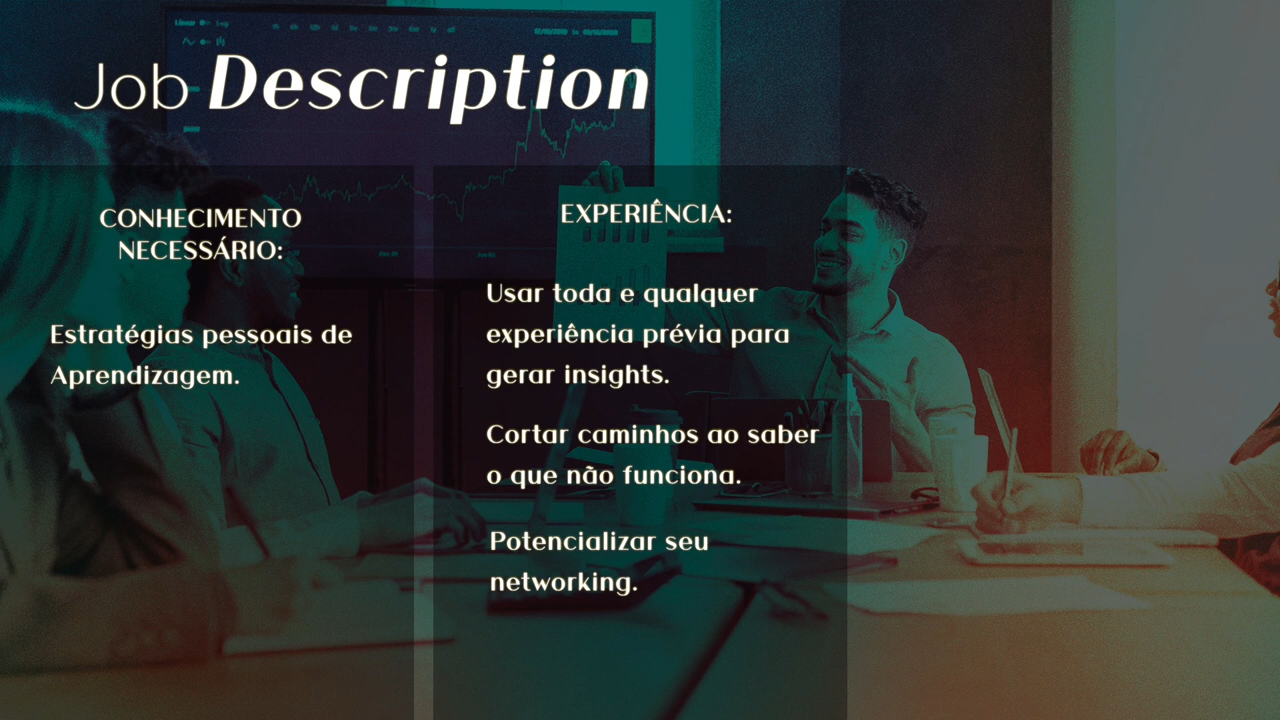 Job Description
CONHECIMENTO
NECESSÁRIO:
Estratégias pessoais de
Aprendizagem.
EXPERIÊNCIA:
Usar toda e qualquer
experiência prévia para
gerar insights.
Cortar caminhos ao saber
o que não funciona.
Potencializar seu
networking.